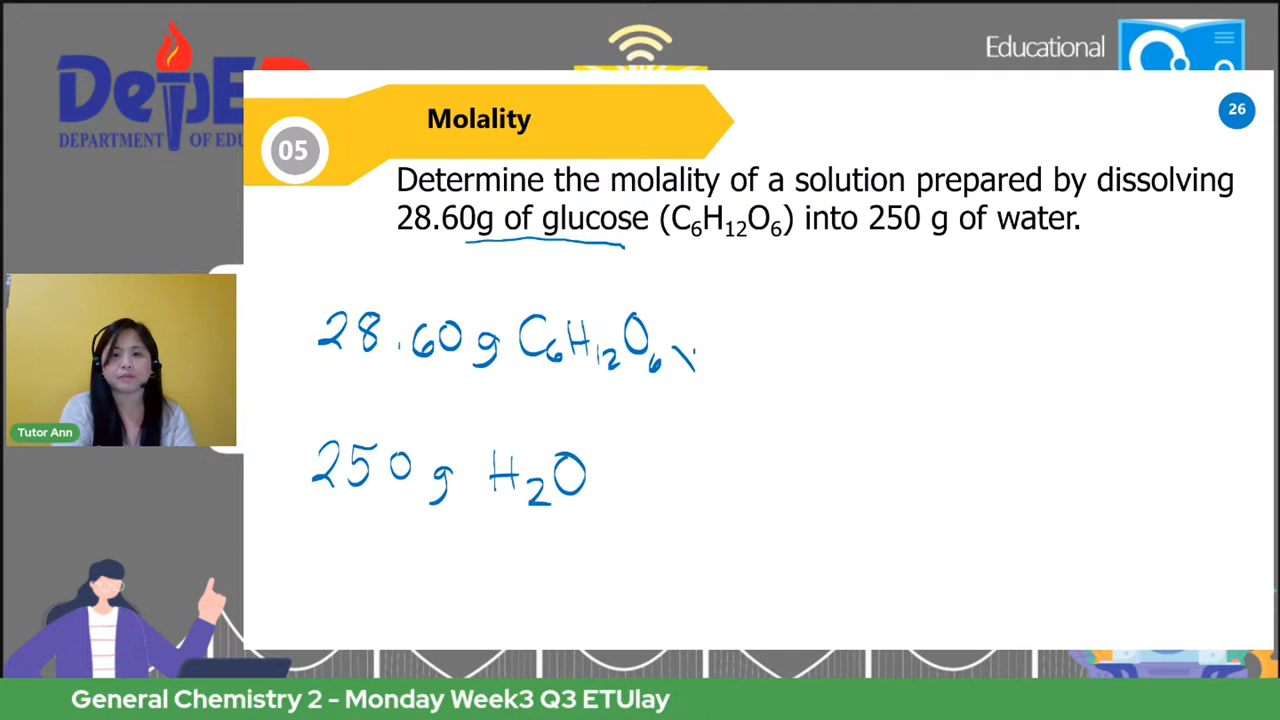 Educational
DepE
DEPARTMENT OF EDU
05
Molality
26
Determine the molality of a solution prepared by dissolving
28.60g of glucose (C₆H₁₂O₆) into 250 g of water.
28.60 g C₆H₁₂O₆
250 g H₂O
Tutor Ann
General Chemistry 2 - Monday Week3 Q3 ETUlay